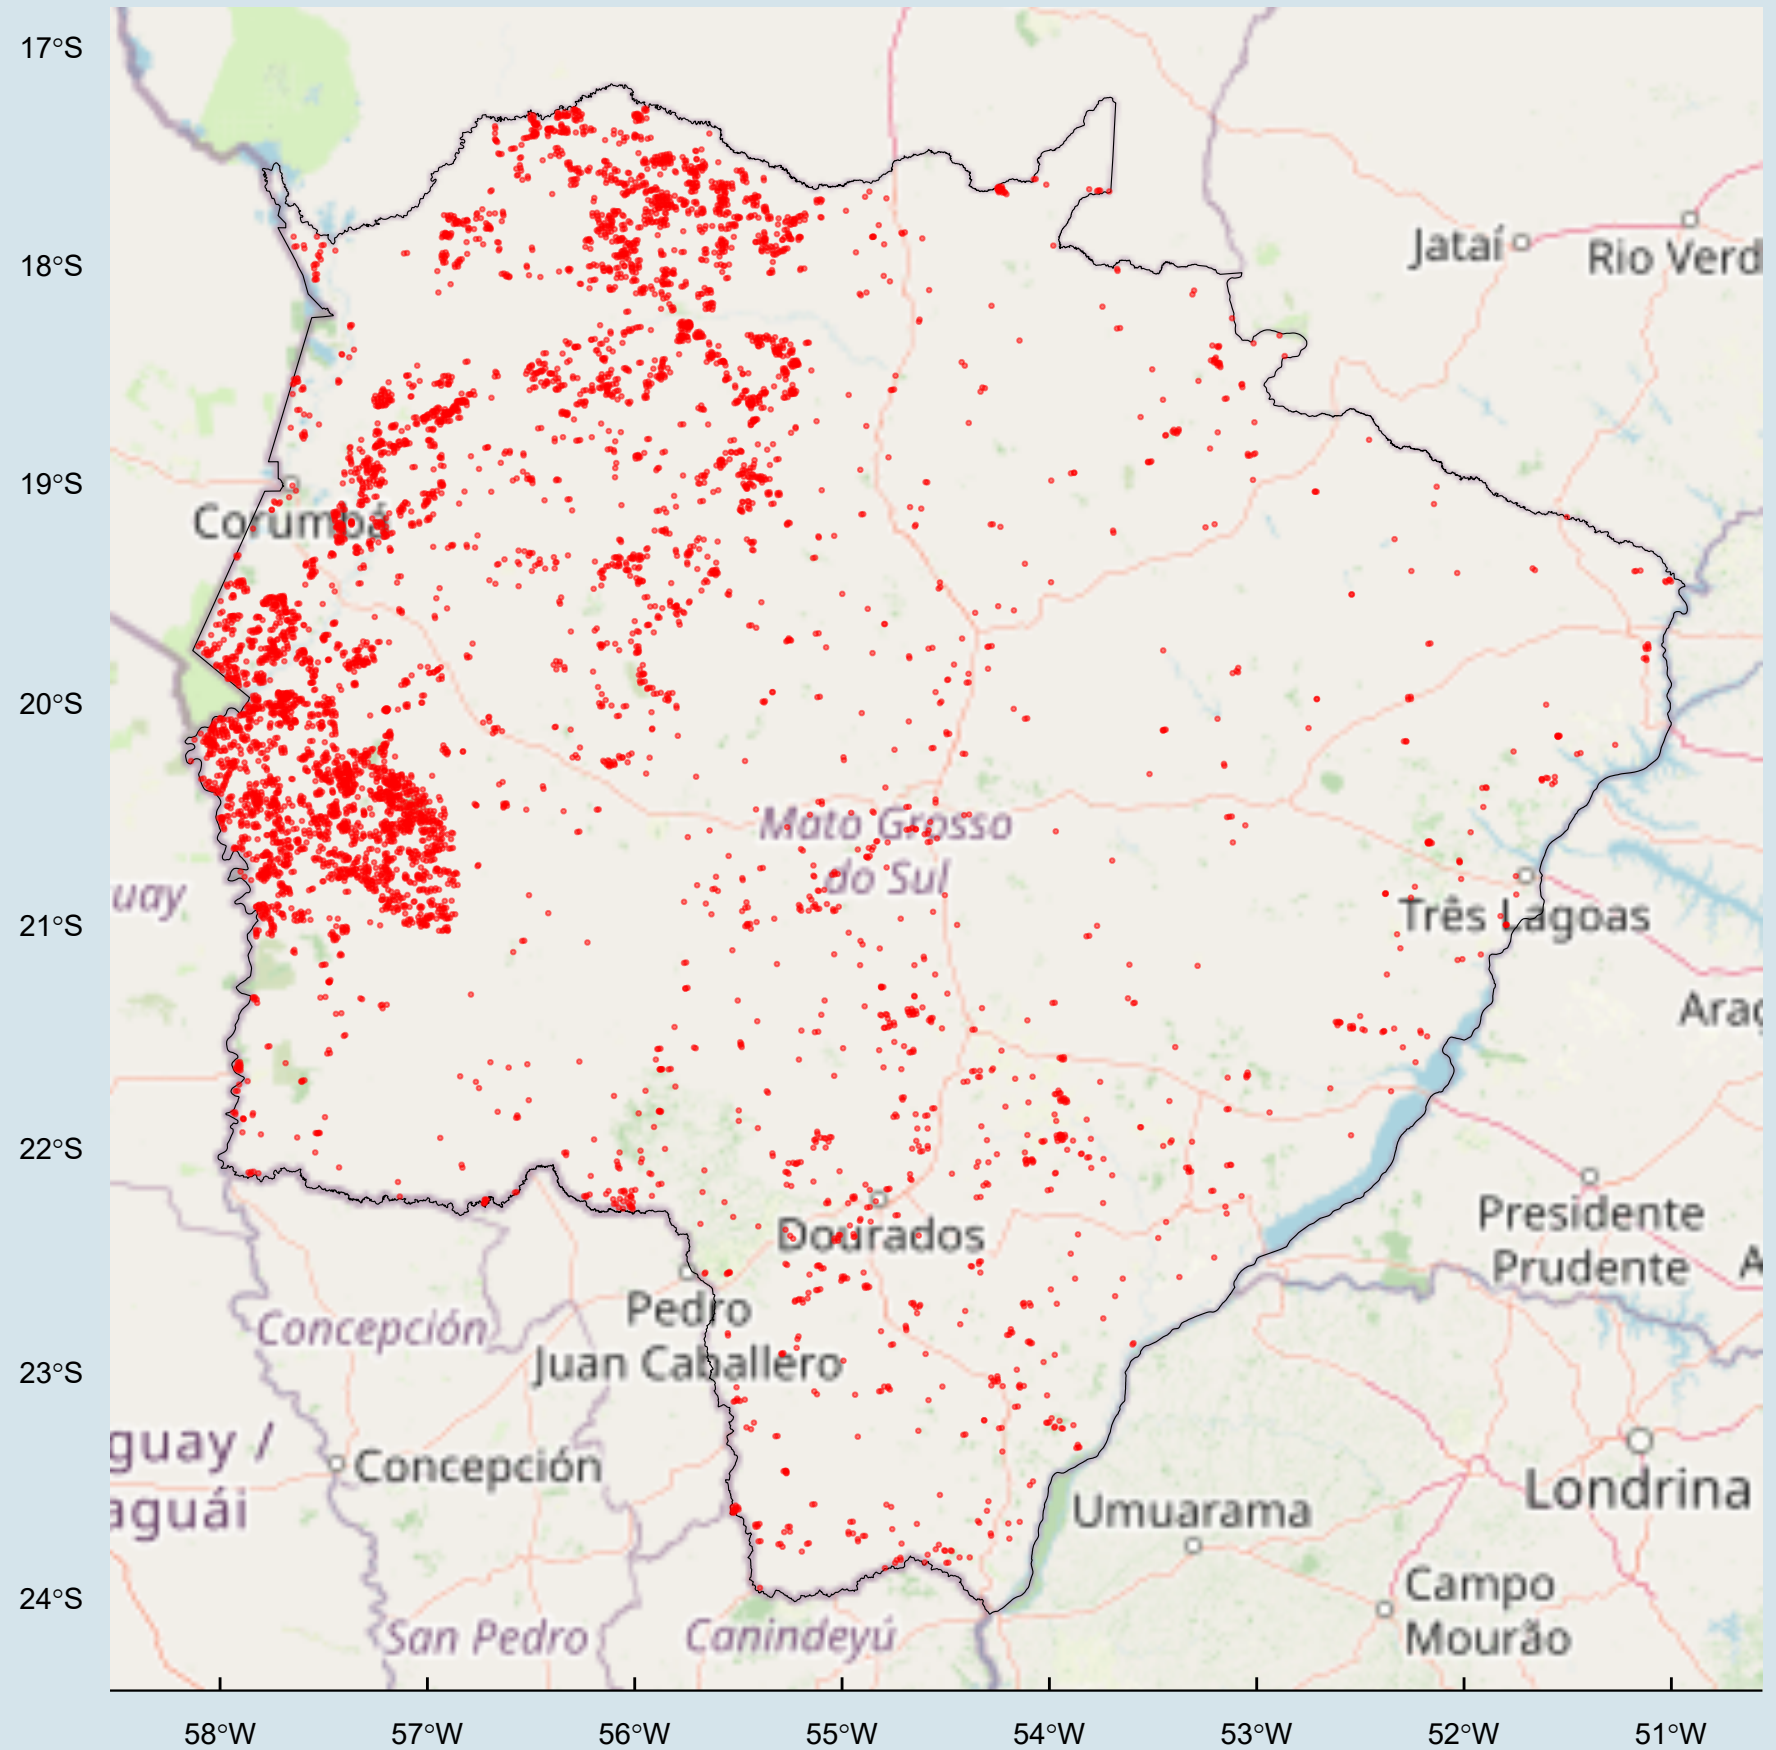 17°S
18°S
19°S
20°S
21°S
22°S
23°S
24°S
58°W
57°W
56°W
55°W
54°W
53°W
52°W
51°W
Jataí
Rio Verd
Corumbá
Mato Grosso
do Sul
uay
Três Lagoas
Araç
Dourados
Presidente
Prudente
A
Pedro
Juan Caballero
Concepción
guay /
aguái
Concepción
Umuarama
Londrina
Campo
Mourão
San Pedro
Canindeyú